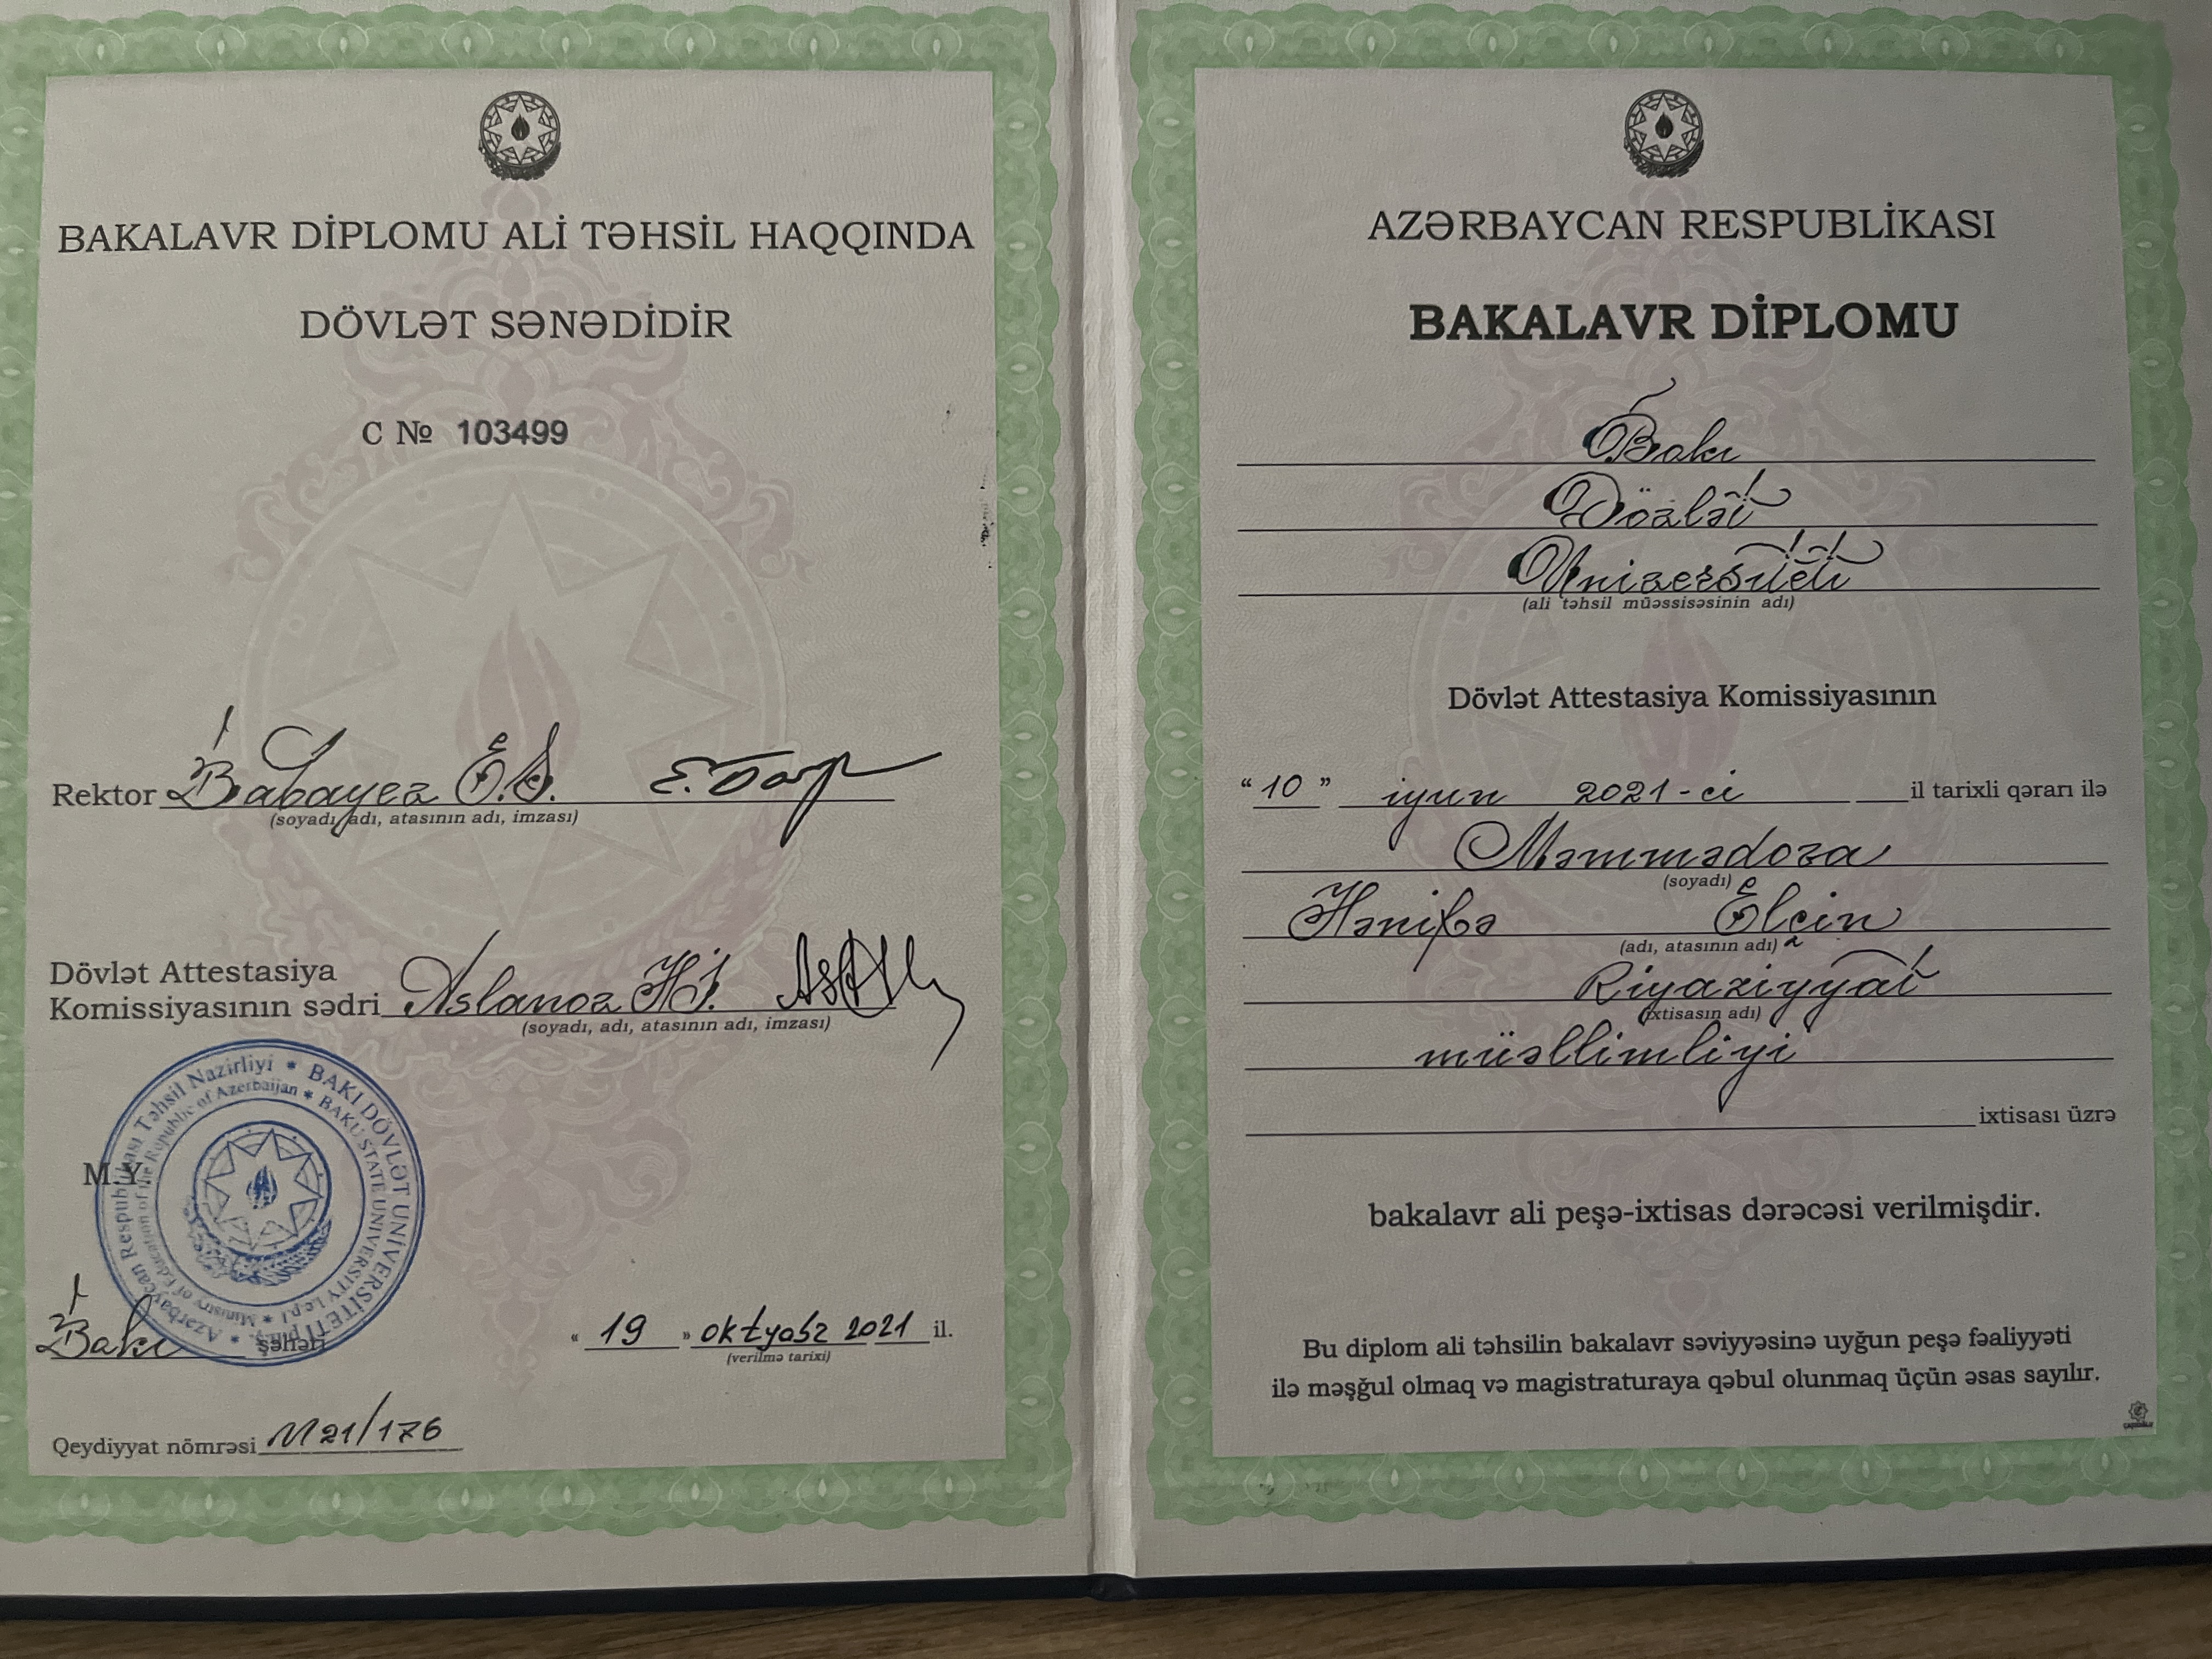 BAKALAVR DİPLOMU ALİ TƏHSİL HAQQINDA
DÖVLƏT SƏNƏDİDİR
C № 103499
Rektor Babayev E.S.
(soyadı, adı, atasının adı, imzası)
Dövlət Attestasiya
Komissiyasının sədri Aslanov H.İ.
(soyadı, adı, atasının adı, imzası)
Azərbaycan Respublikası Təhsil Nazirliyi * BAKI DÖVLƏT UNİVERSİTETİ
Ministry of Education of the Republic of Azerbaijan * BAKU STATE UNIVERSITY
M.Y.
Bakı şəhəri
" 19 " oktyabr 2021 il.
(verilmə tarixi)
Qeydiyyat nömrəsi M21/176
AZƏRBAYCAN RESPUBLİKASI
BAKALAVR DİPLOMU
Bakı
Dövlət
Universiteti
(ali təhsil müəssisəsinin adı)
Dövlət Attestasiya Komissiyasının
" 10 " iyun 2021-ci il tarixli qərarı ilə
Məmmədova
(soyadı)
Hənifə Elçin
(adı, atasının adı)
Riyaziyyat
(ixtisasın adı)
müəllimliyi
ixtisası üzrə
bakalavr ali peşə-ixtisas dərəcəsi verilmişdir.
Bu diplom ali təhsilin bakalavr səviyyəsinə uyğun peşə fəaliyyəti
ilə məşğul olmaq və magistraturaya qəbul olunmaq üçün əsas sayılır.